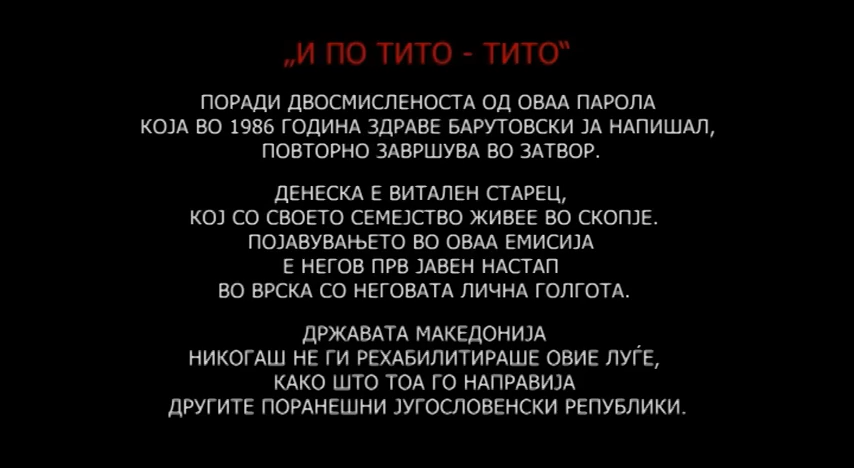 „И ПО ТИТО - ТИТО“
ПОРАДИ ДВОСМИСЛЕНОСТА ОД ОВАА ПАРОЛА
КОЈА ВО 1986 ГОДИНА ЗДРАВЕ БАРУТОВСКИ ЈА НАПИШАЛ,
ПОВТОРНО ЗАВРШУВА ВО ЗАТВОР.
ДЕНЕСКА Е ВИТАЛЕН СТАРЕЦ,
КОЈ СО СВОЕТО СЕМЕЈСТВО ЖИВЕЕ ВО СКОПЈЕ.
ПОЈАВУВАЊЕТО ВО ОВАА ЕМИСИЈА
Е НЕГОВ ПРВ ЈАВЕН НАСТАП
ВО ВРСКА СО НЕГОВАТА ЛИЧНА ГОЛГОТА.
ДРЖАВАТА МАКЕДОНИЈА
НИКОГАШ НЕ ГИ РЕХАБИЛИТИРАШЕ ОВИЕ ЛУЃЕ,
КАКО ШТО ТОА ГО НАПРАВИЈА
ДРУГИТЕ ПОРАНЕШНИ ЈУГОСЛОВЕНСКИ РЕПУБЛИКИ.